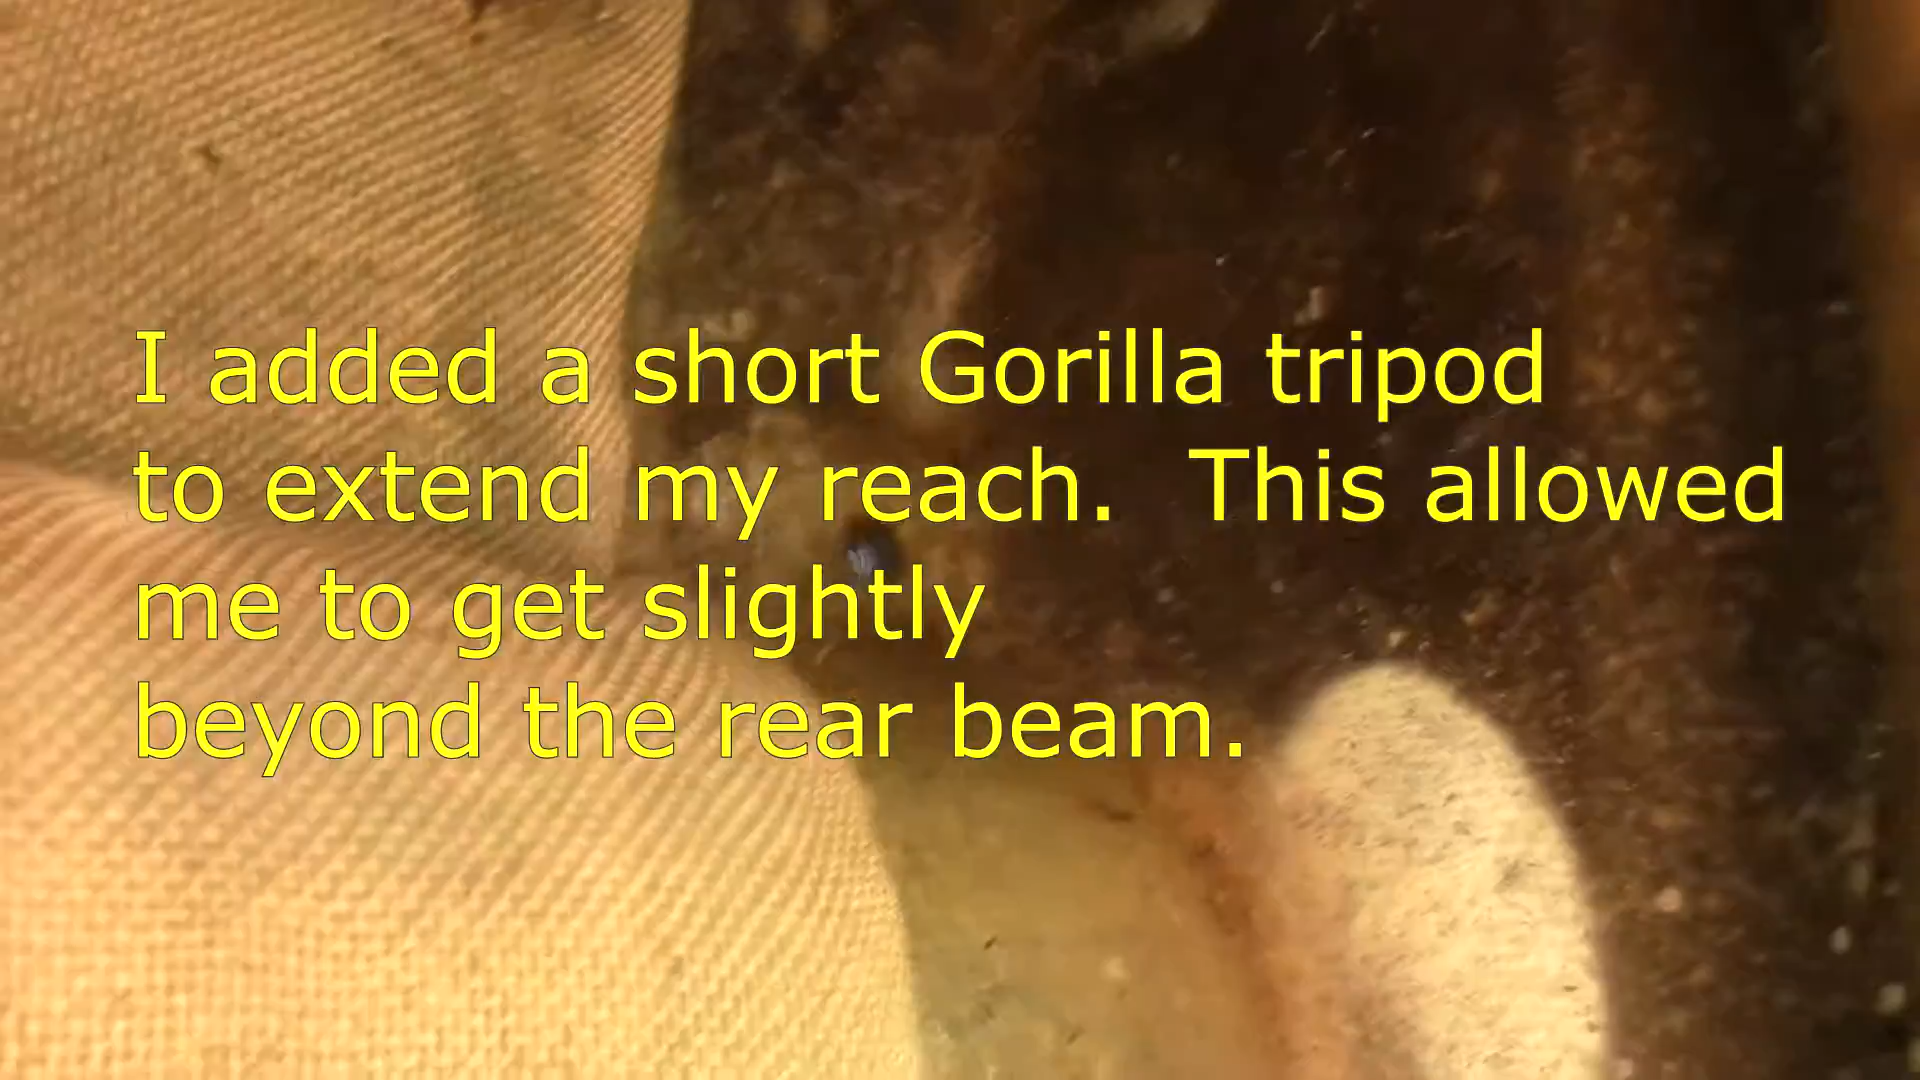 I added a short Gorilla tripod
to extend my reach.  This allowed
me to get slightly
beyond the rear beam.